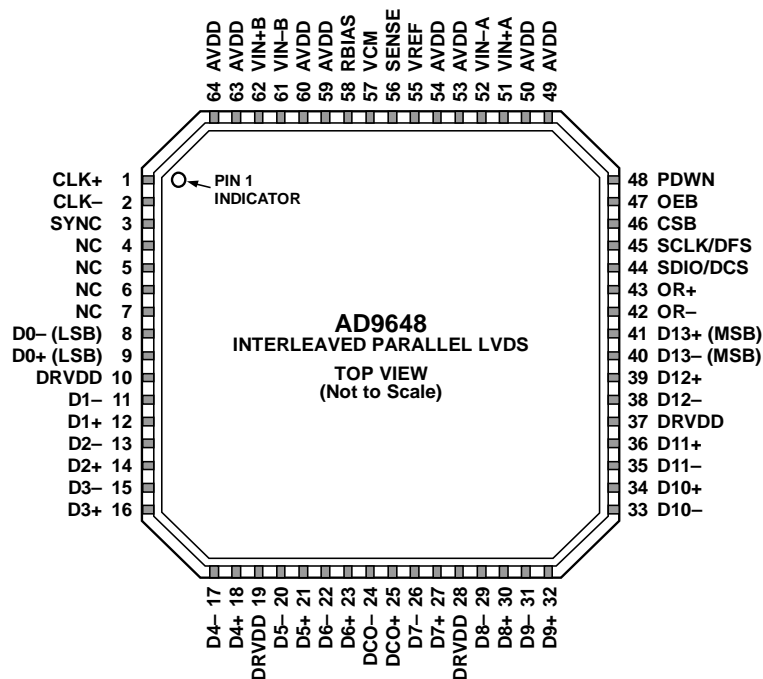 64 AVDD
63 AVDD
62 VIN+B
61 VIN–B
60 AVDD
59 AVDD
58 RBIAS
57 VCM
56 SENSE
55 VREF
54 AVDD
53 AVDD
52 VIN–A
51 VIN+A
50 AVDD
49 AVDD
CLK+ 1
CLK– 2
SYNC 3
NC 4
NC 5
NC 6
NC 7
D0– (LSB) 8
D0+ (LSB) 9
DRVDD 10
D1– 11
D1+ 12
D2– 13
D2+ 14
D3– 15
D3+ 16
PIN 1
INDICATOR
AD9648
INTERLEAVED PARALLEL LVDS
TOP VIEW
(Not to Scale)
48 PDWN
47 OEB
46 CSB
45 SCLK/DFS
44 SDIO/DCS
43 OR+
42 OR–
41 D13+ (MSB)
40 D13– (MSB)
39 D12+
38 D12–
37 DRVDD
36 D11+
35 D11–
34 D10+
33 D10–
D4– 17
D4+ 18
DRVDD 19
D5– 20
D5+ 21
D6– 22
D6+ 23
DCO– 24
DCO+ 25
D7– 26
D7+ 27
DRVDD 28
D8– 29
D8+ 30
D9– 31
D9+ 32